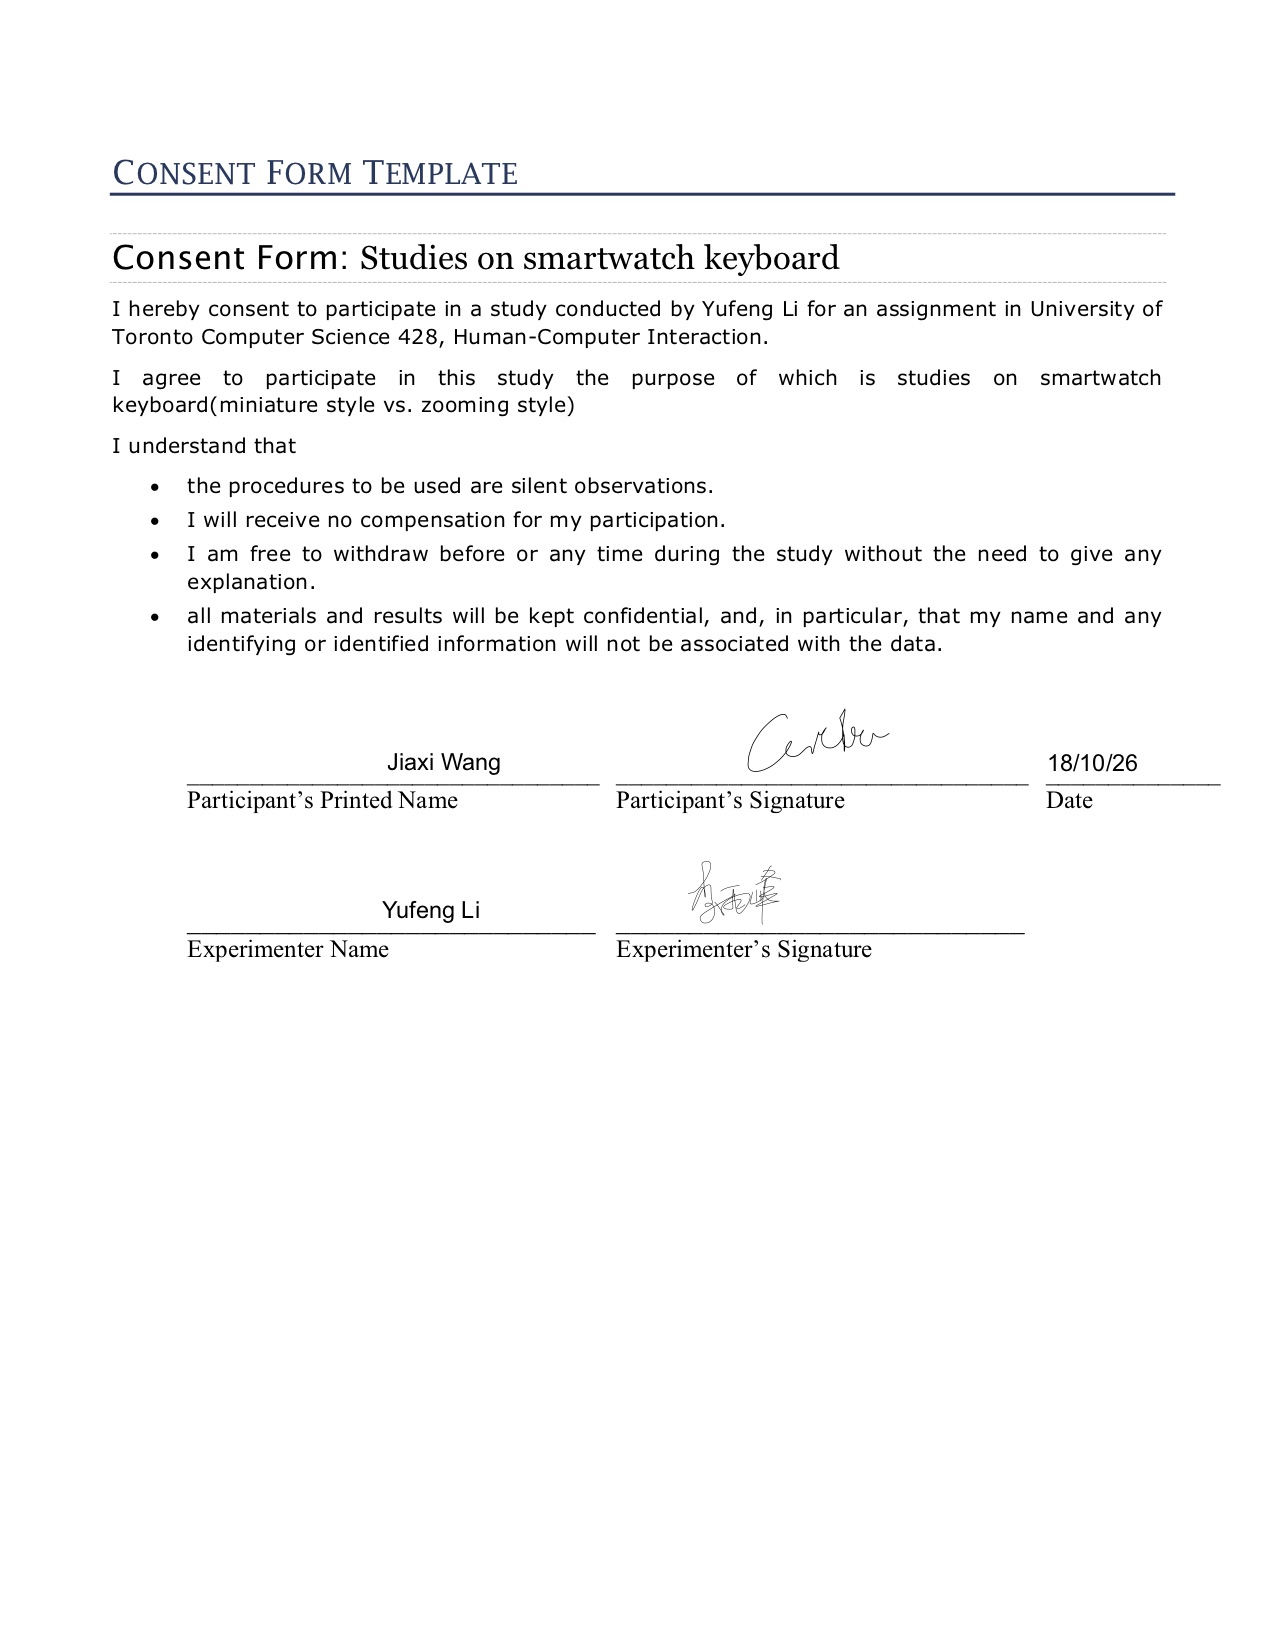 CONSENT FORM TEMPLATE
Consent Form: Studies on smartwatch keyboard
I hereby consent to participate in a study conducted by Yufeng Li for an assignment in University of
Toronto Computer Science 428, Human-Computer Interaction.
I agree to participate in this study the purpose of which is studies on smartwatch
keyboard(miniature style vs. zooming style)
I understand that
• the procedures to be used are silent observations.
• I will receive no compensation for my participation.
• I am free to withdraw before or any time during the study without the need to give any
explanation.
• all materials and results will be kept confidential, and, in particular, that my name and any
identifying or identified information will not be associated with the data.
Jiaxi Wang 18/10/26
Participant's Printed Name Participant's Signature Date
Yufeng Li
Experimenter Name Experimenter's Signature